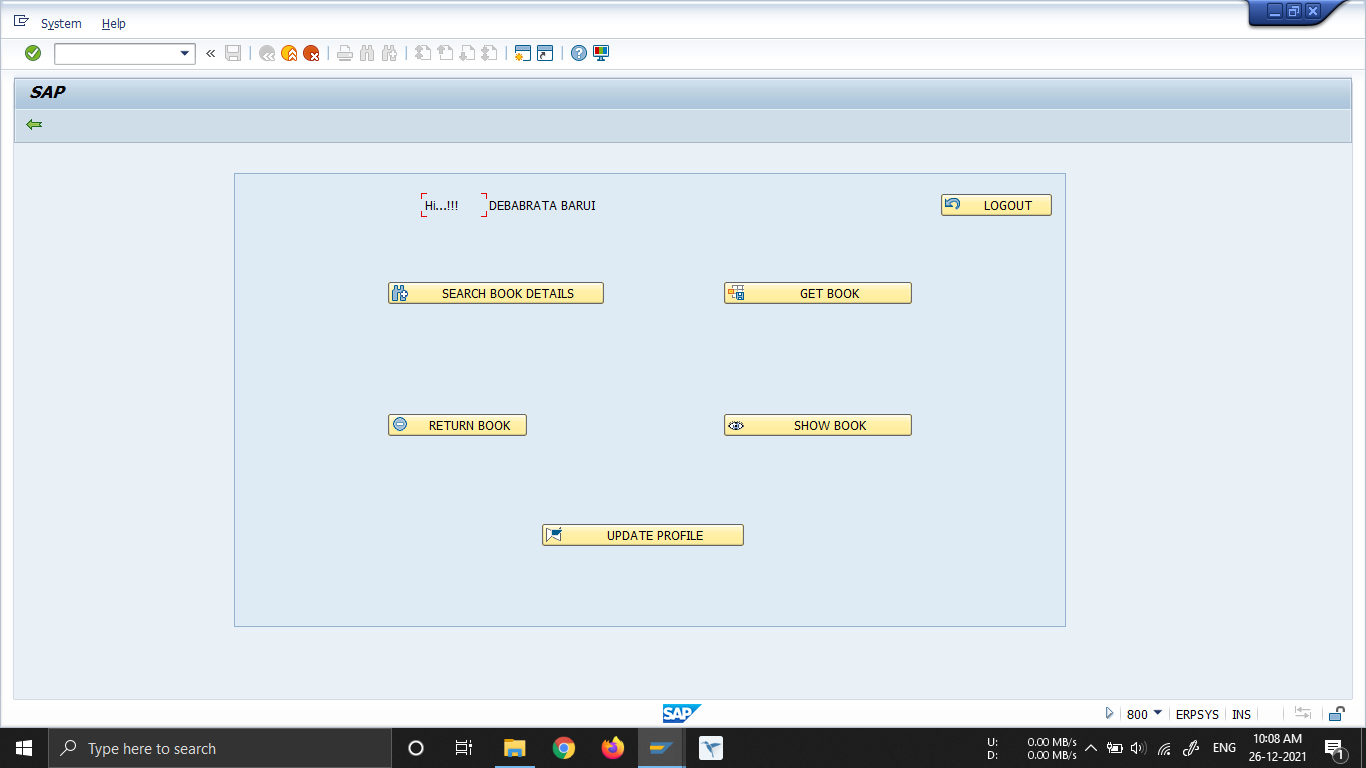 System Help
SAP
Hi...!!! DEBABRATA BARUI
LOGOUT
SEARCH BOOK DETAILS
GET BOOK
RETURN BOOK
SHOW BOOK
UPDATE PROFILE
SAP
800 ERPSYS INS
Type here to search
U: 0.00 MB/s
D: 0.00 MB/s
ENG
10:08 AM
26-12-2021
1